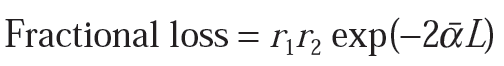 Fractional loss = r₁r₂ exp(−2ᾱL)